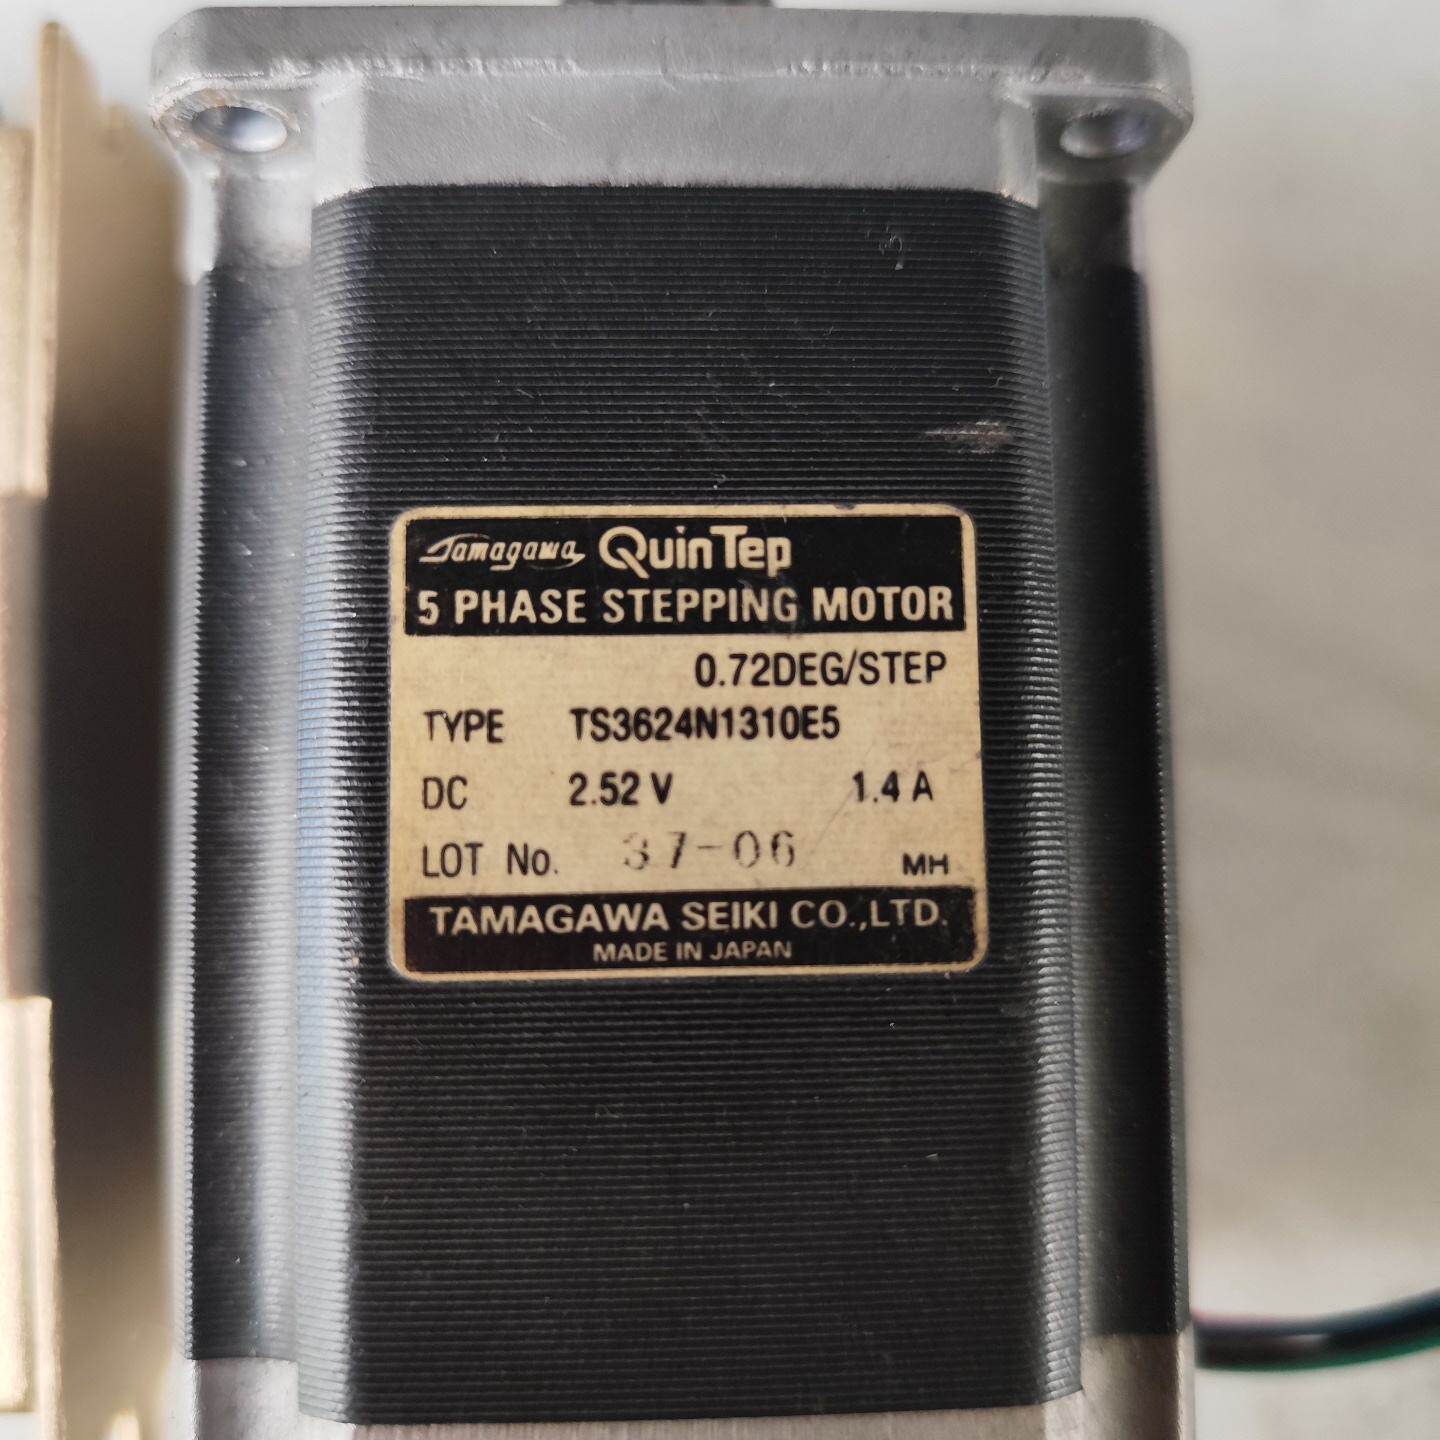 Tamagawa QuinTep
5 PHASE STEPPING MOTOR
0.72DEG/STEP
TYPE TS3624N1310E5
DC 2.52 V 1.4 A
LOT No. 37-06 MH
TAMAGAWA SEIKI CO.,LTD.
MADE IN JAPAN